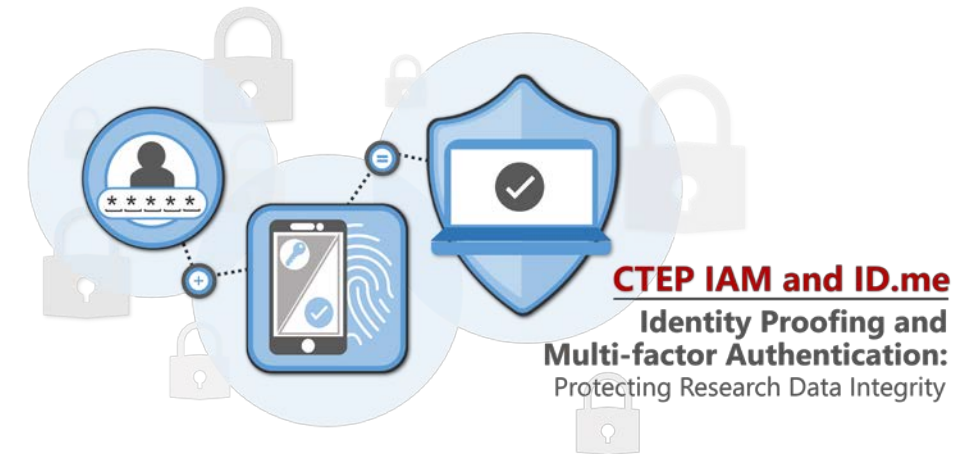 *****
+
=
CTEP IAM and ID.me
Identity Proofing and
Multi-factor Authentication:
Protecting Research Data Integrity